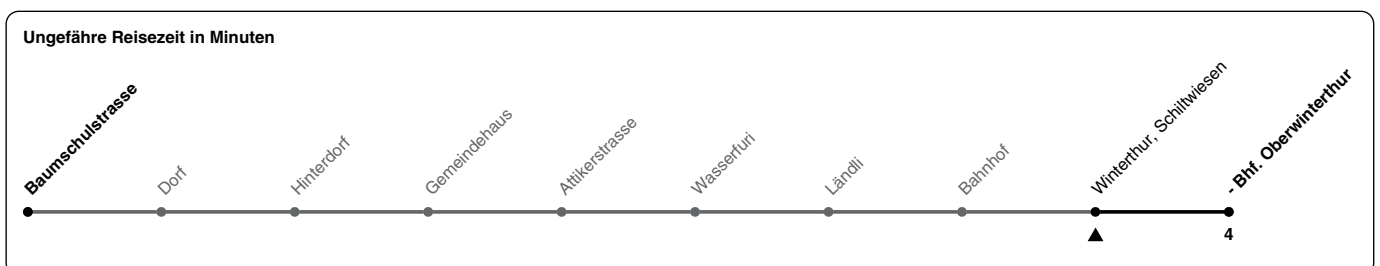 Ungefähre Reisezeit in Minuten
Baumschulstrasse
Dorf
Hinterdorf
Gemeindehaus
Attikerstrasse
Wasserfuri
Ländli
Bahnhof
Winterthur, Schiltwiesen
- Bhf. Oberwinterthur
4